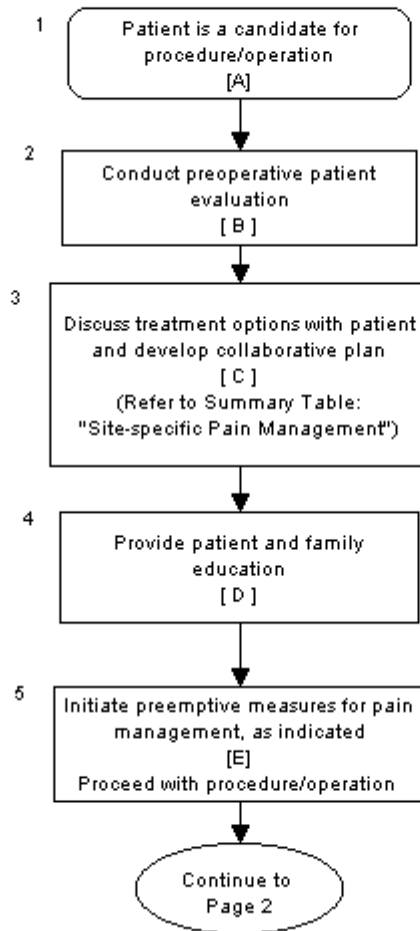 1
Patient is a candidate for
procedure/operation
[A]
2
Conduct preoperative patient
evaluation
[ B ]
3
Discuss treatment options with patient
and develop collaborative plan
[ C ]
(Refer to Summary Table:
"Site-specific Pain Management")
4
Provide patient and family
education
[ D ]
5
Initiate preemptive measures for pain
management, as indicated
[E]
Proceed with procedure/operation
Continue to
Page 2